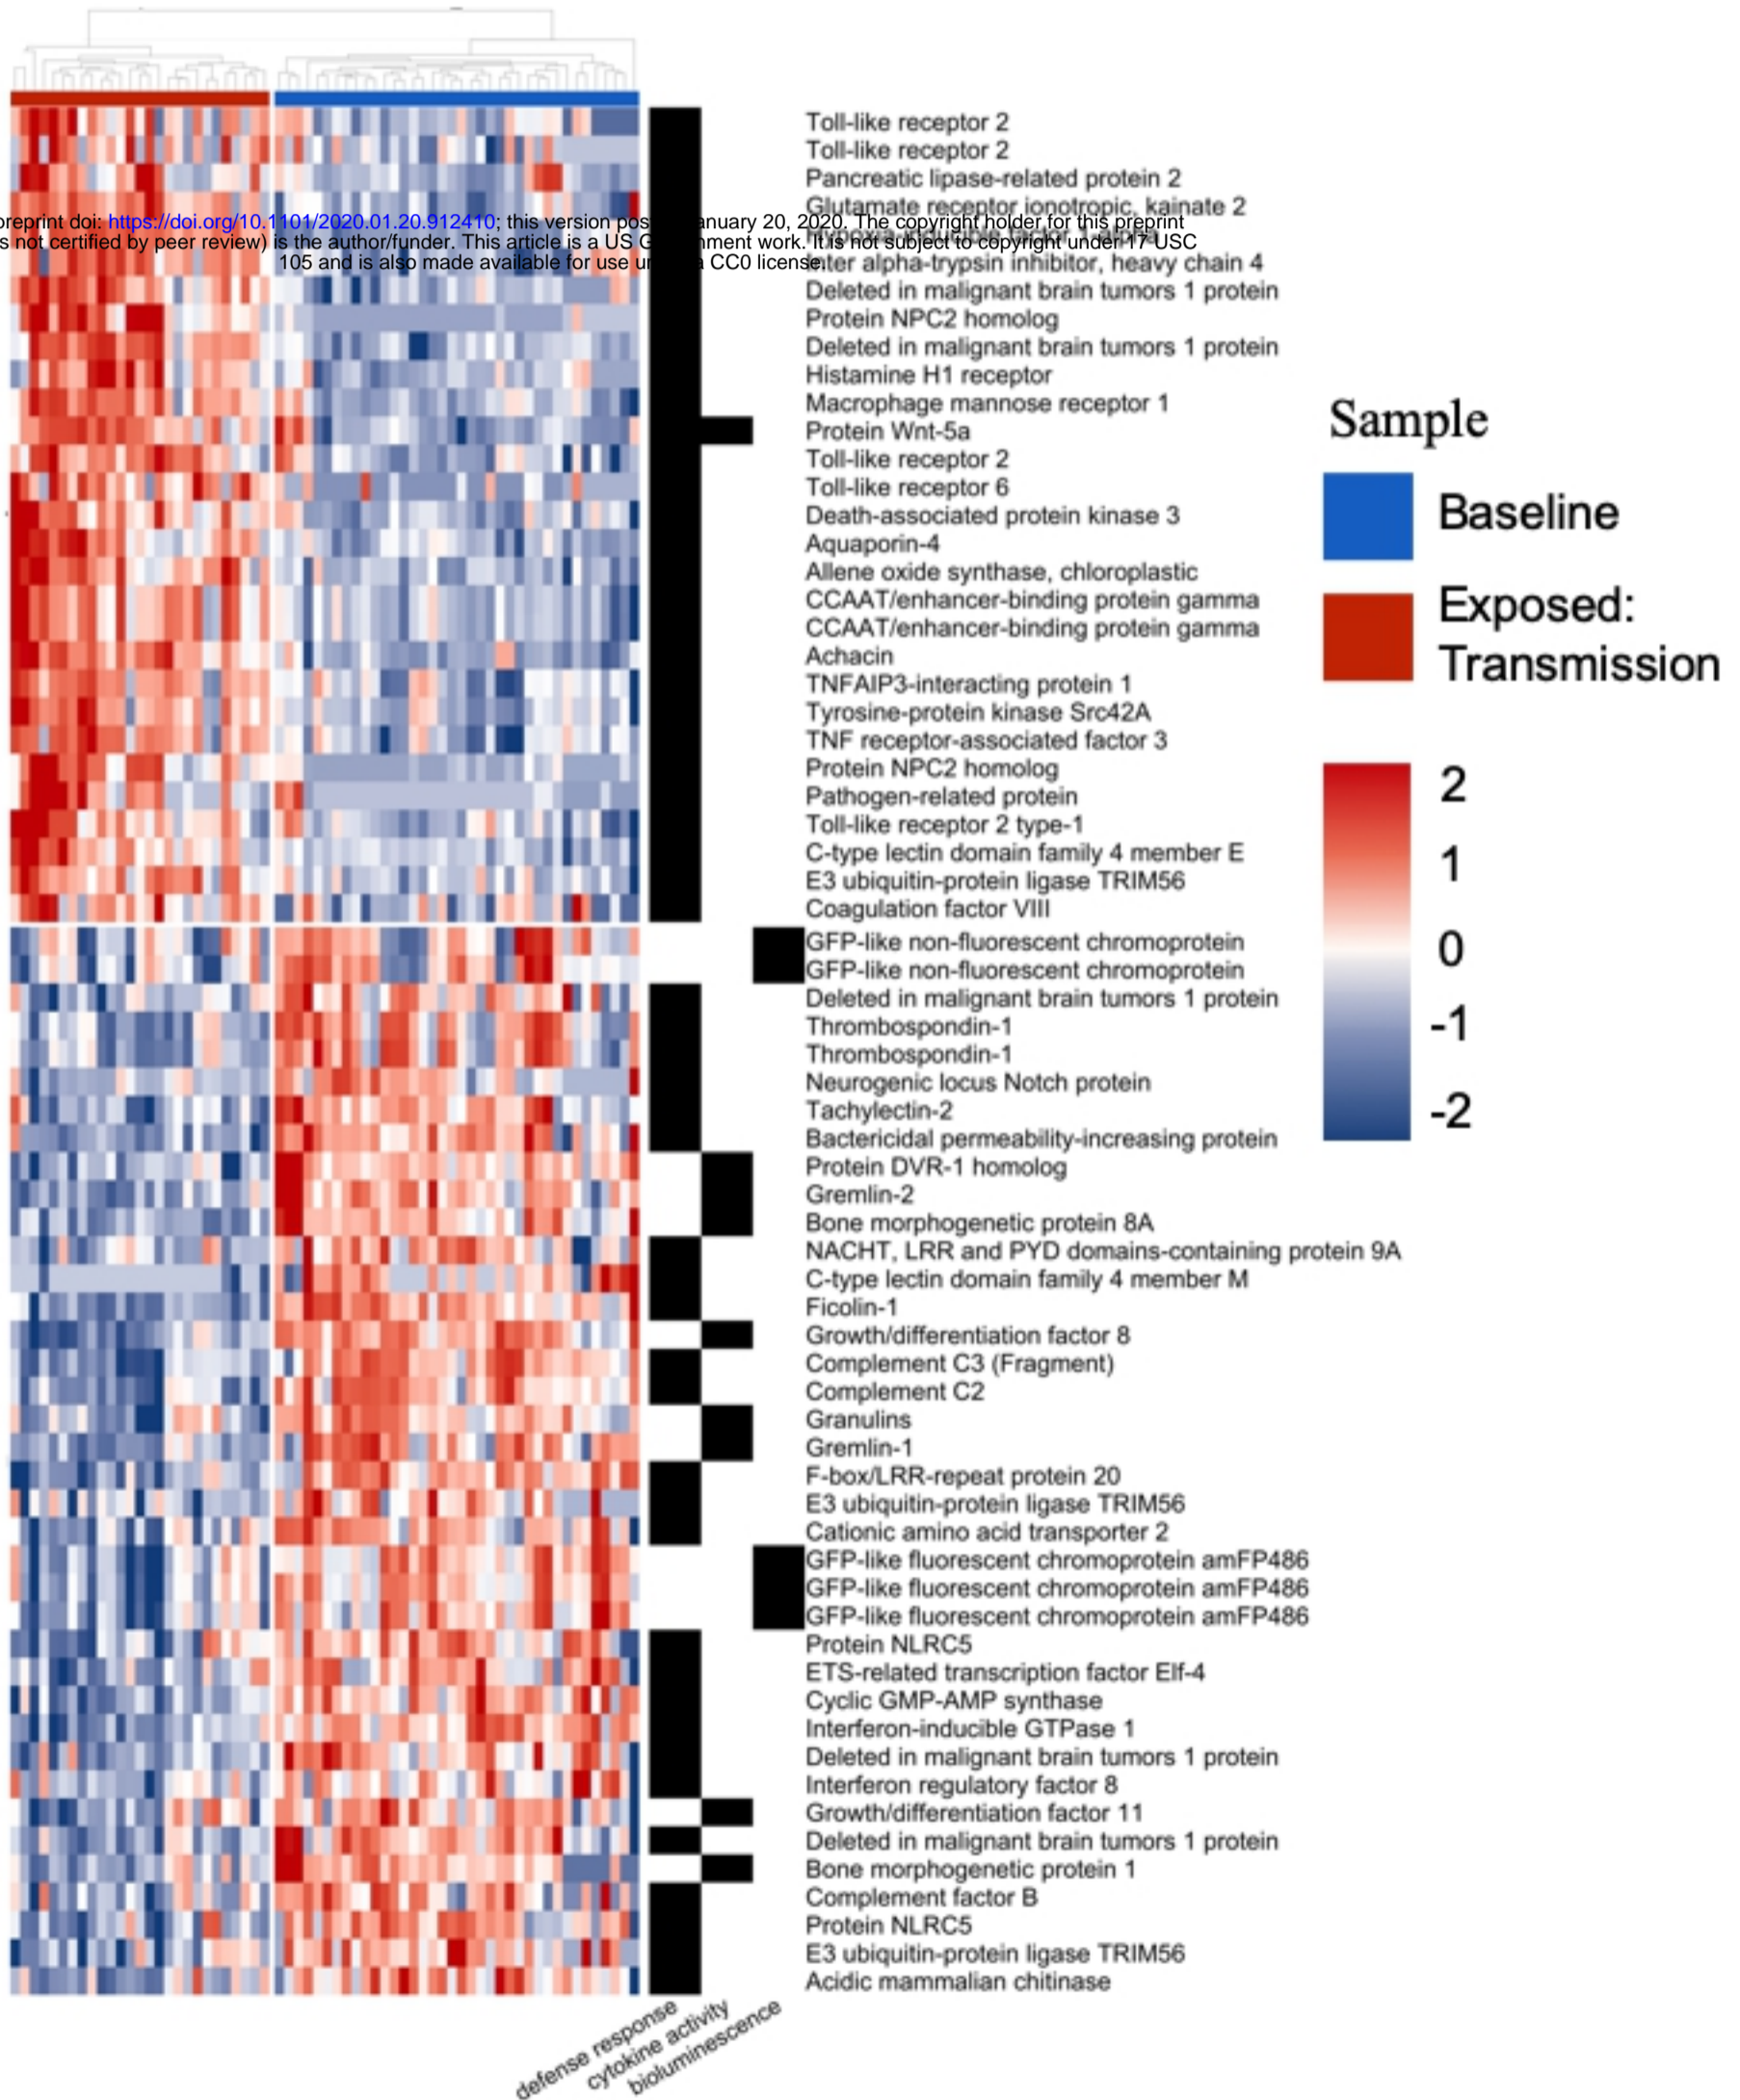 Toll-like receptor 2
Toll-like receptor 2
Pancreatic lipase-related protein 2
Glutamate receptor ionotropic, kainate 2
preprint doi: https://doi.org/10.1101/2020.01.20.912410; this version pos anuary 20, 2020. The copyright holder for this preprint
Hypoxia-inducible factor 1-alpha
s not certified by peer review) is the author/funder. This article is a US G nment work. It is not subject to copyright under 17 USC
105 and is also made available for use u a CC0 license.
Inter alpha-trypsin inhibitor, heavy chain 4
Deleted in malignant brain tumors 1 protein
Protein NPC2 homolog
Deleted in malignant brain tumors 1 protein
Histamine H1 receptor
Macrophage mannose receptor 1
Protein Wnt-5a
Toll-like receptor 2
Toll-like receptor 6
Death-associated protein kinase 3
Aquaporin-4
Allene oxide synthase, chloroplastic
CCAAT/enhancer-binding protein gamma
CCAAT/enhancer-binding protein gamma
Achacin
TNFAIP3-interacting protein 1
Tyrosine-protein kinase Src42A
TNF receptor-associated factor 3
Protein NPC2 homolog
Pathogen-related protein
Toll-like receptor 2 type-1
C-type lectin domain family 4 member E
E3 ubiquitin-protein ligase TRIM56
Coagulation factor VIII
GFP-like non-fluorescent chromoprotein
GFP-like non-fluorescent chromoprotein
Deleted in malignant brain tumors 1 protein
Thrombospondin-1
Thrombospondin-1
Neurogenic locus Notch protein
Tachylectin-2
Bactericidal permeability-increasing protein
Protein DVR-1 homolog
Gremlin-2
Bone morphogenetic protein 8A
NACHT, LRR and PYD domains-containing protein 9A
C-type lectin domain family 4 member M
Ficolin-1
Growth/differentiation factor 8
Complement C3 (Fragment)
Complement C2
Granulins
Gremlin-1
F-box/LRR-repeat protein 20
E3 ubiquitin-protein ligase TRIM56
Cationic amino acid transporter 2
GFP-like fluorescent chromoprotein amFP486
GFP-like fluorescent chromoprotein amFP486
GFP-like fluorescent chromoprotein amFP486
Protein NLRC5
ETS-related transcription factor Elf-4
Cyclic GMP-AMP synthase
Interferon-inducible GTPase 1
Deleted in malignant brain tumors 1 protein
Interferon regulatory factor 8
Growth/differentiation factor 11
Deleted in malignant brain tumors 1 protein
Bone morphogenetic protein 1
Complement factor B
Protein NLRC5
E3 ubiquitin-protein ligase TRIM56
Acidic mammalian chitinase
defense response
cytokine activity
bioluminescence
Sample
Baseline
Exposed:
Transmission
2
1
0
-1
-2